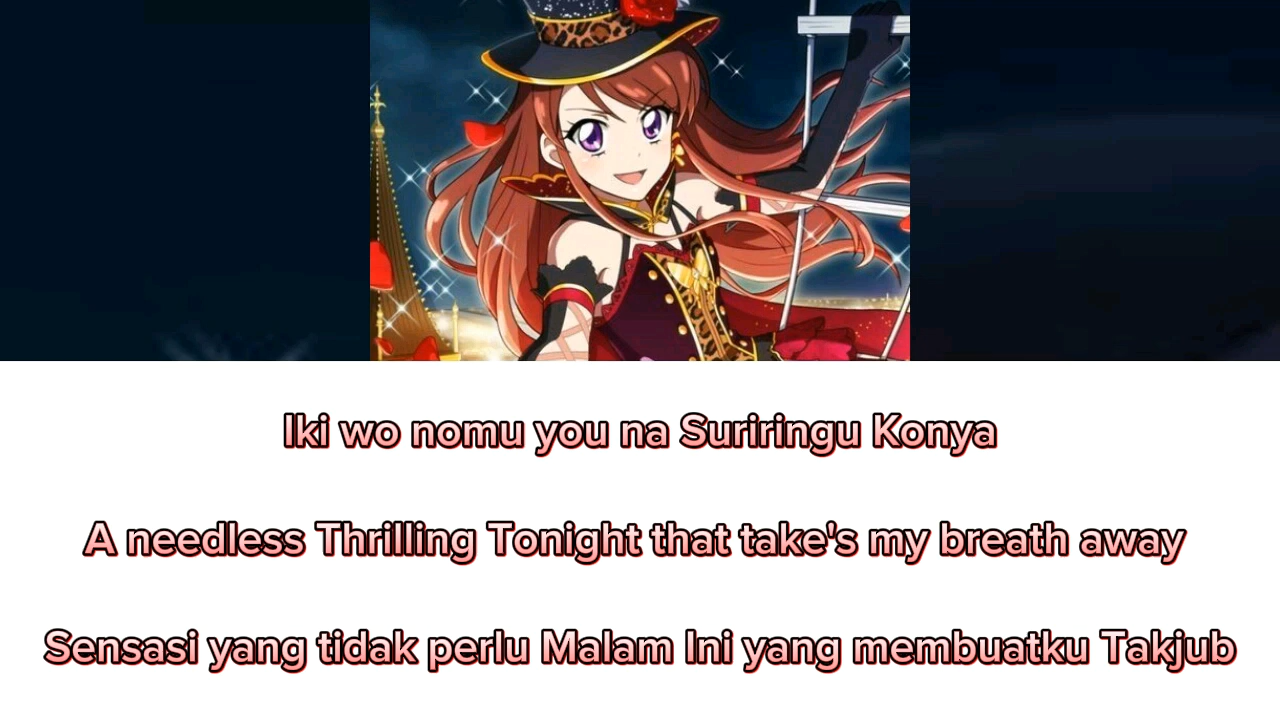 Iki wo nomu you na Suriringu Konya
A needless Thrilling Tonight that take's my breath away
Sensasi yang tidak perlu Malam Ini yang membuatku Takjub